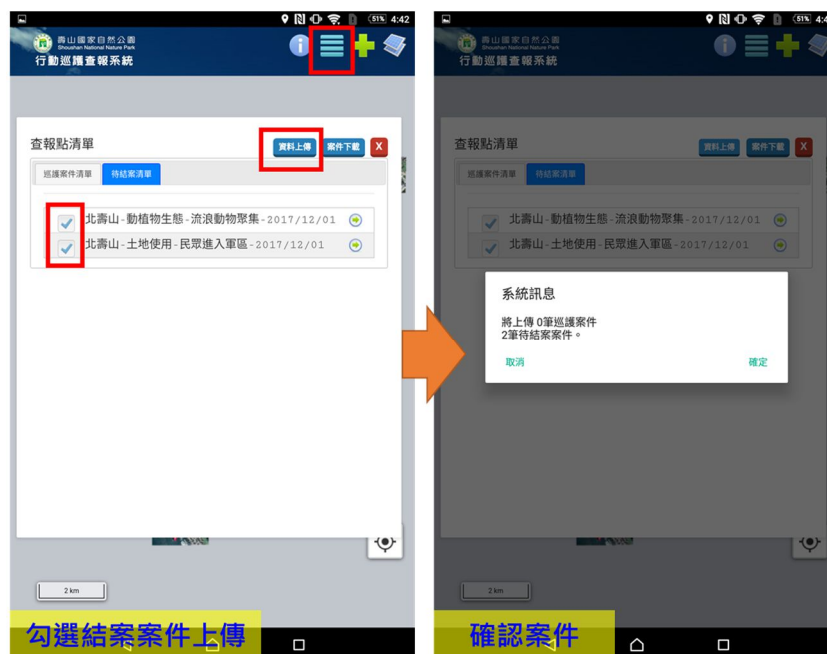 51% 4:42
壽山國家自然公園
Shoushan National Nature Park
行動巡護查報系統
查報點清單
資料上傳 案件下載 X
巡護案件清單 待結案清單
北壽山-動植物生態-流浪動物聚集-2017/12/01
北壽山-土地使用-民眾進入軍區-2017/12/01
2 km
勾選結案案件上傳
51% 4:4
壽山國家自然公園
Shoushan National Nature Park
行動巡護查報系統
查報點清單
資料上傳 案件下載 X
巡護案件清單 待結案清單
北壽山-動植物生態-流浪動物聚集-2017/12/01
北壽山-土地使用-民眾進入軍區-2017/12/01
系統訊息
將上傳 0筆巡護案件
2筆待結案案件。
取消 確定
2 km
確認案件